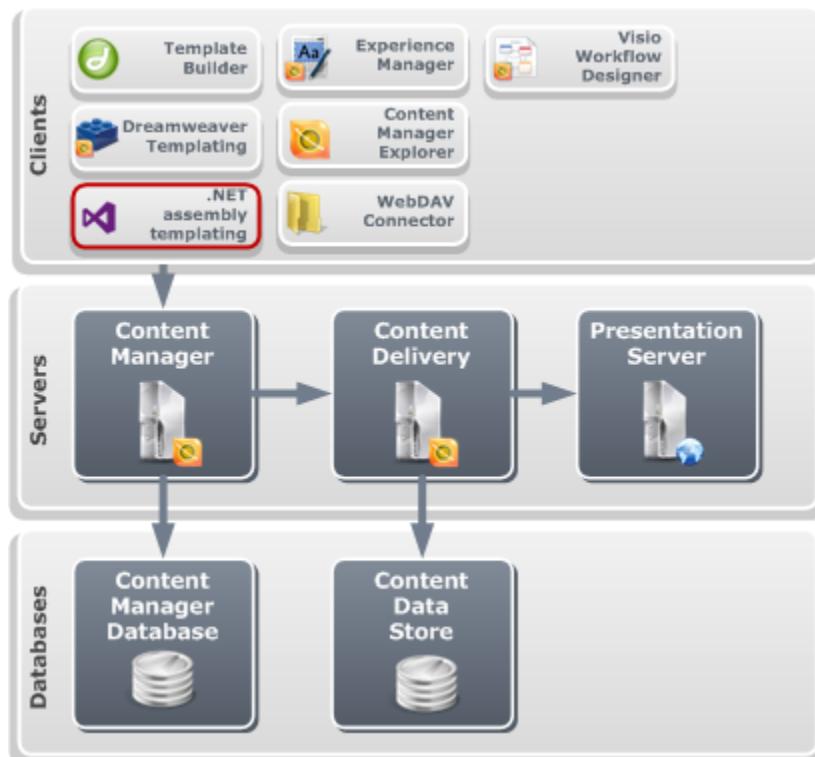 Clients
Template
Builder
Experience
Manager
Aa
Visio
Workflow
Designer
Dreamweaver
Templating
Content
Manager
Explorer
.NET
assembly
templating
WebDAV
Connector
Servers
Content
Manager
Content
Delivery
Presentation
Server
Databases
Content
Manager
Database
Content
Data
Store